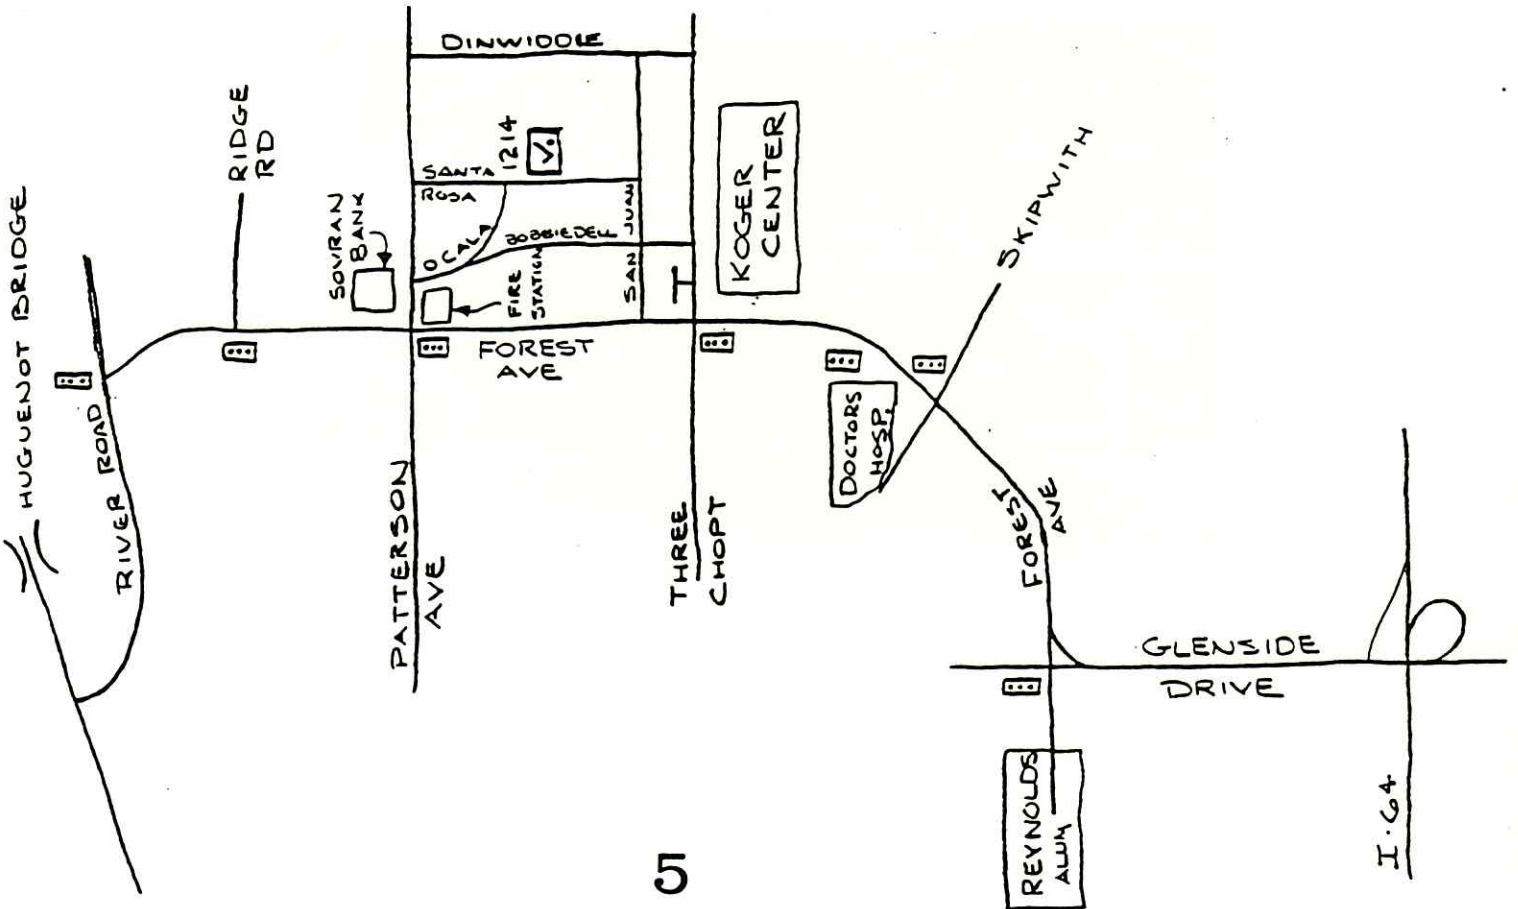 DINWIDDIE
RIDGE
RD
HUGUENOT BRIDGE
SOVRAN
BANK
SANTA
ROSA
1214
V.
OCALA
BOBBIEDELL
SAN JUAN
FIRE
STATION
KOGER
CENTER
SKIPWITH
RIVER ROAD
FOREST
AVE
PATTERSON
AVE
THREE
CHOPT
DOCTORS
HOSP.
FOREST
AVE
GLENSIDE
DRIVE
REYNOLDS
ALUM
I-64
5